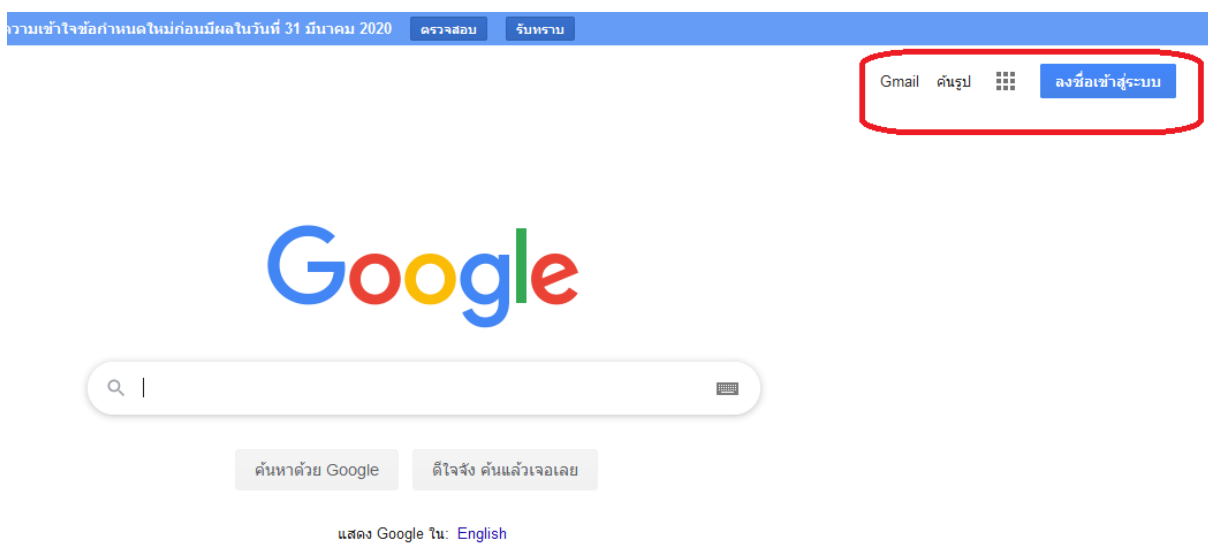 ความเข้าใจข้อกำหนดใหม่ก่อนมีผลในวันที่ 31 มีนาคม 2020 ตรวจสอบ รับทราบ
Gmail ค้นรูป ลงชื่อเข้าสู่ระบบ
Google
ค้นหาด้วย Google ดีใจจัง ค้นแล้วเจอเลย
แสดง Google ใน: English